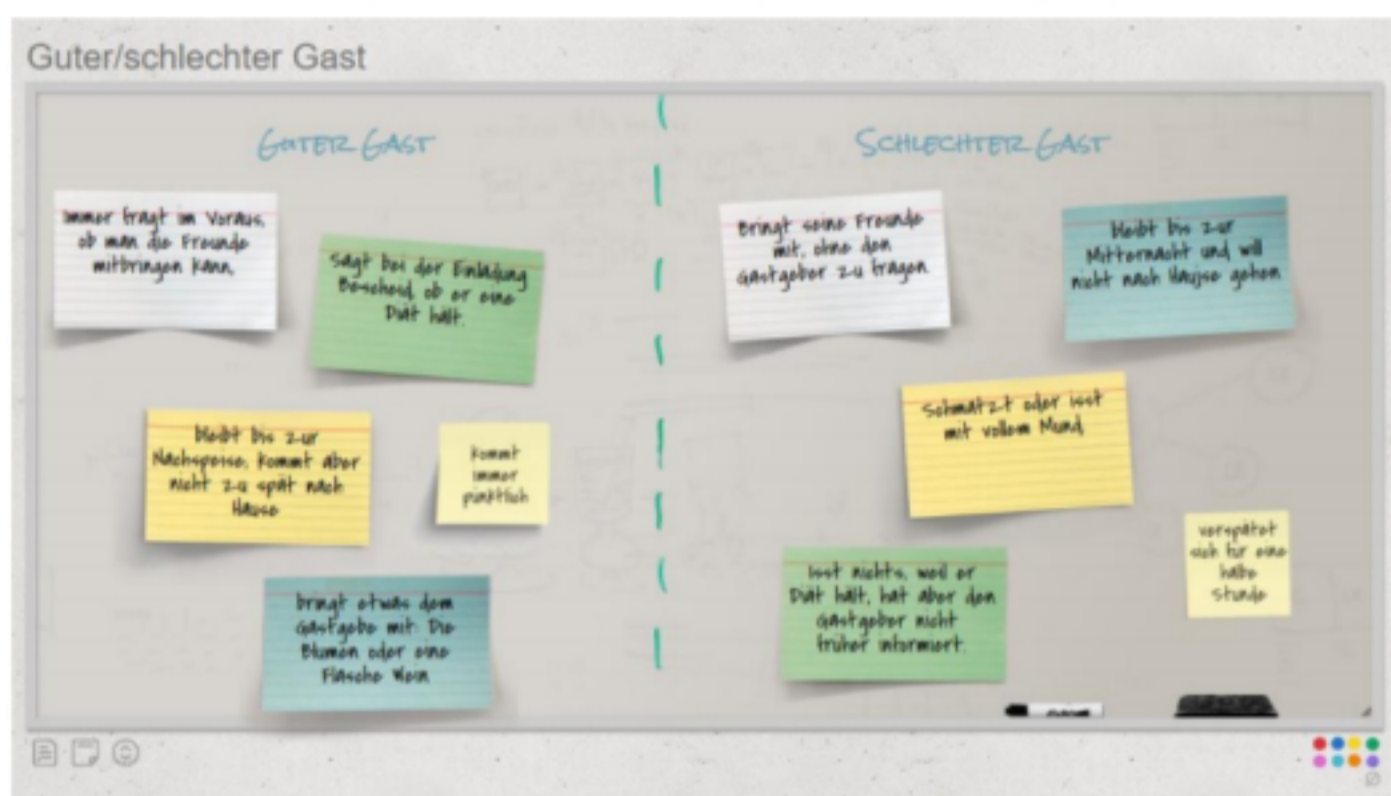 Guter/schlechter Gast
GUTER GAST
Immer fragt im Voraus,
ob man die Freunde
mitbringen kann.
Sagt bei der Einladung
Bescheid, ob er eine
Diät hält.
bleibt bis zur
Nachspeise, kommt aber
nicht zu spät nach
Hause
kommt
immer
pünktlich
bringt etwas dem
Gastgebe mit: Die
Blumen oder eine
Flasche Wein
SCHLECHTER GAST
Bringt seine Freunde
mit, ohne den
Gastgeber zu fragen.
bleibt bis zur
Mitternacht und will
nicht nach Haujse gehen
Schmatzt oder isst
mit vollem Mund,
Isst nichts, weil er
Diät hält, hat aber den
Gastgeber nicht
früher informiert.
verspätet
sich für eine
halbe
Stunde